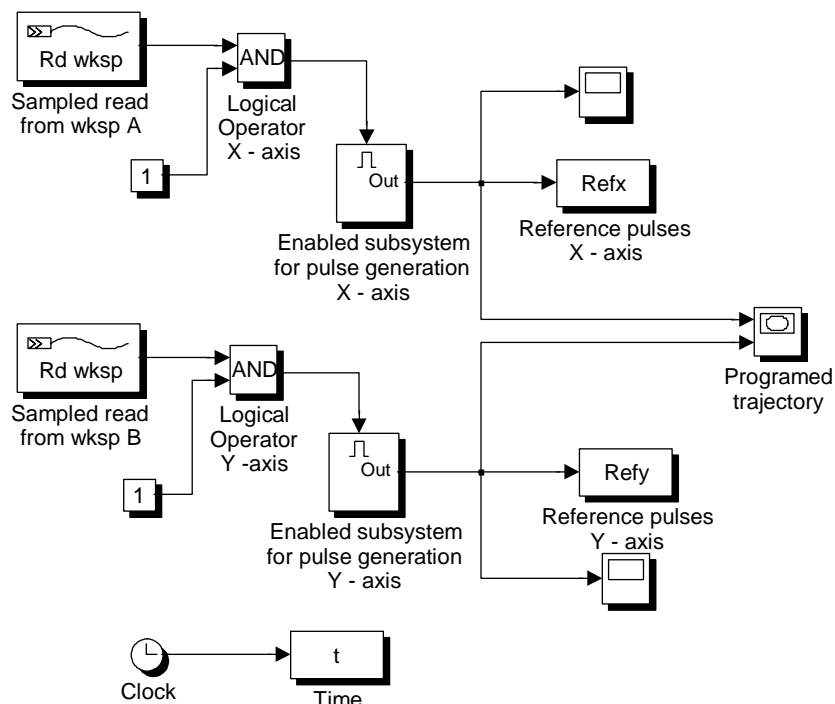 Rd wksp
Sampled read
from wksp A
AND
Logical
Operator
X - axis
1
Out
Enabled subsystem
for pulse generation
X - axis
Refx
Reference pulses
X - axis
Rd wksp
Sampled read
from wksp B
AND
Logical
Operator
Y -axis
1
Out
Enabled subsystem
for pulse generation
Y - axis
Programed
trajectory
Refy
Reference pulses
Y - axis
Clock
t
Time